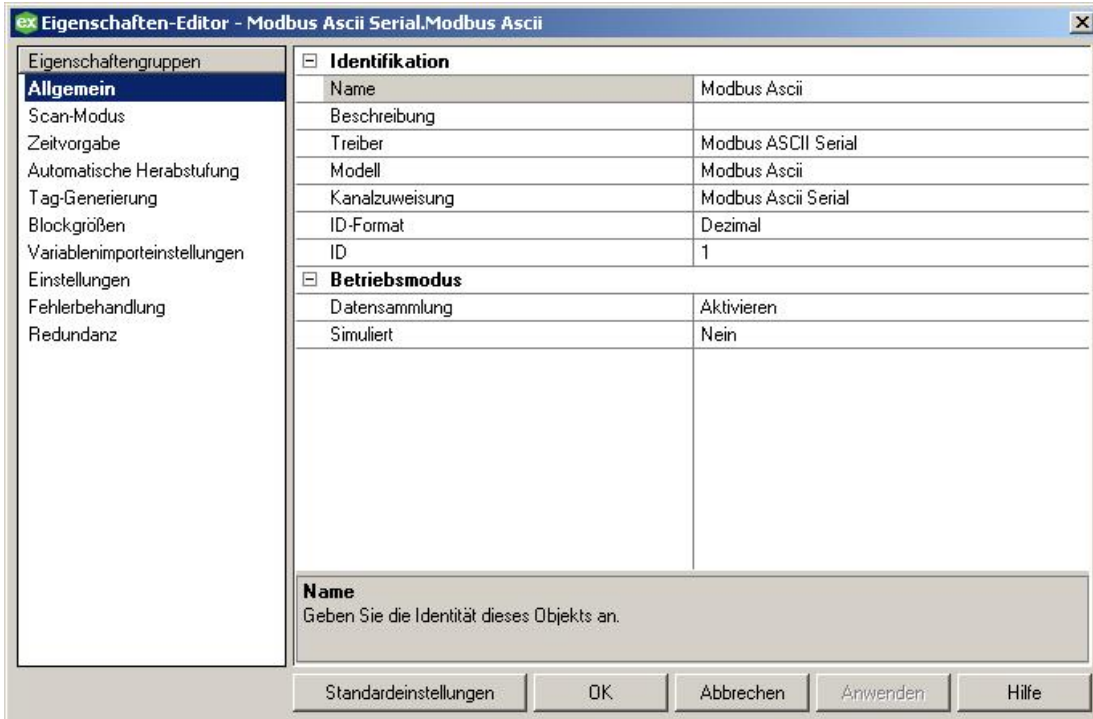 ex Eigenschaften-Editor - Modbus Ascii Serial.Modbus Ascii
Eigenschaftengruppen
Allgemein
Scan-Modus
Zeitvorgabe
Automatische Herabstufung
Tag-Generierung
Blockgrößen
Variablenimporteinstellungen
Einstellungen
Fehlerbehandlung
Redundanz
Identifikation
Name Modbus Ascii
Beschreibung
Treiber Modbus ASCII Serial
Modell Modbus Ascii
Kanalzuweisung Modbus Ascii Serial
ID-Format Dezimal
ID 1
Betriebsmodus
Datensammlung Aktivieren
Simuliert Nein
Name
Geben Sie die Identität dieses Objekts an.
Standardeinstellungen OK Abbrechen Anwenden Hilfe